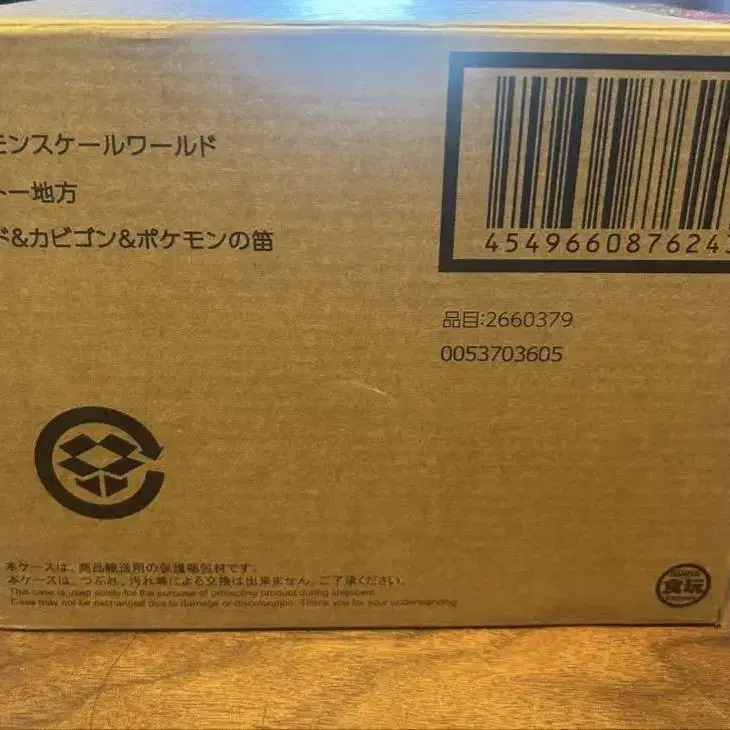 モンスケールワールド
トー地方
ド&カビゴン&ポケモンの笛
454966087624
品目:2660379
0053703605
本ケースは、商品輸送用の保護梱包材です。
本ケースは、つぶれ、汚れ等による交換は出来ません。ご了承ください。
This case is used solely for the purpose of protecting product during shipment.
Case may not be exchanged due to damage or discoloration. Thank you for your understanding.
食玩